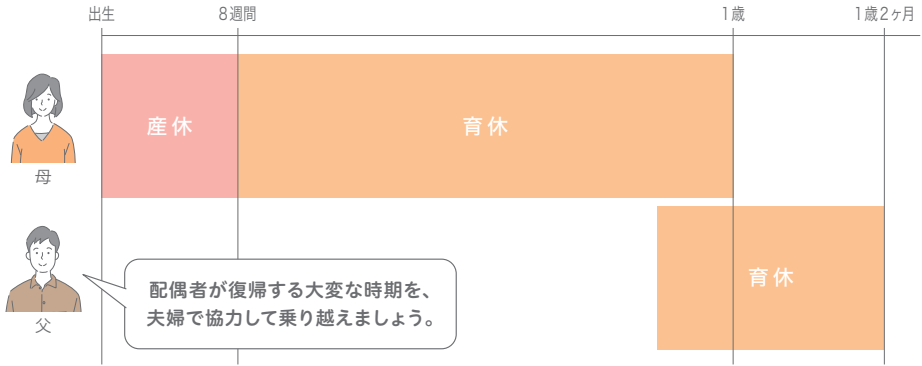 出生
8週間
1歳
1歳2ヶ月
産休
育休
母
育休
配偶者が復帰する大変な時期を、
夫婦で協力して乗り越えましょう。
父